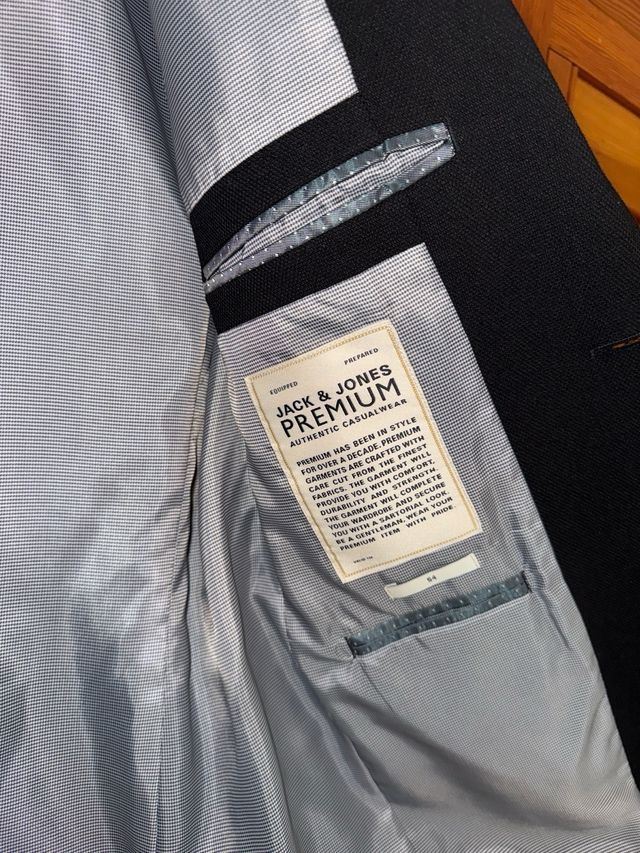 EQUIPPED PREPARED
JACK & JONES
PREMIUM
AUTHENTIC CASUALWEAR
PREMIUM HAS BEEN IN STYLE
FOR OVER A DECADE. PREMIUM
GARMENTS ARE CRAFTED WITH
CARE CUT FROM THE FINEST
FABRICS. THE GARMENT WILL
PROVIDE YOU WITH COMFORT,
DURABILITY AND STRENGTH.
THE GARMENT WILL COMPLETE
YOUR WARDROBE AND SECURE
YOU WITH A SARTORIAL LOOK.
BE A GENTLEMAN, WEAR YOUR
PREMIUM ITEM WITH PRIDE.
54